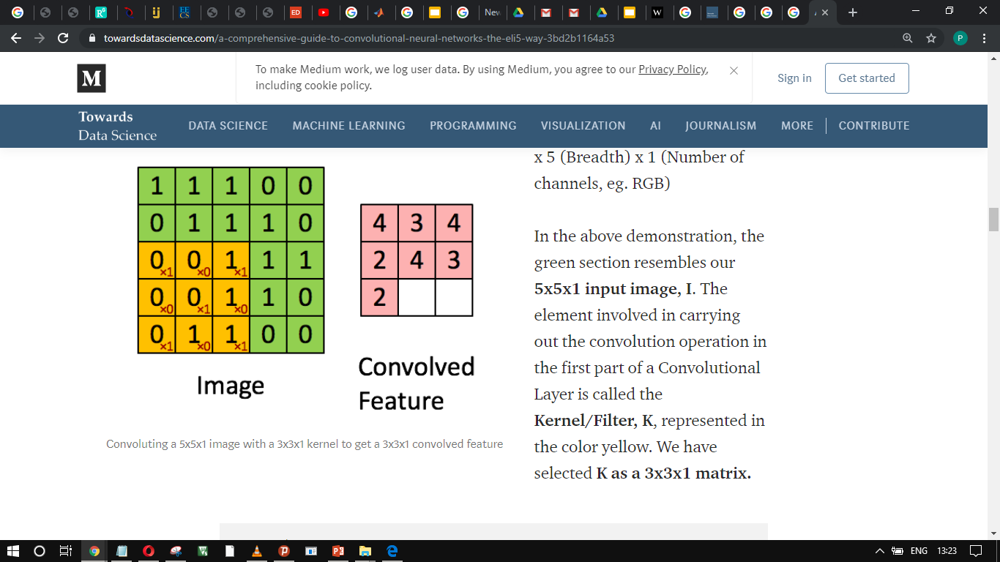 R⁶
ij
EE
CS
ED
New
W
towardsdatascience.com/a-comprehensive-guide-to-convolutional-neural-networks-the-eli5-way-3bd2b1164a53
P
M
To make Medium work, we log user data. By using Medium, you agree to our Privacy Policy,
including cookie policy.
Sign in
Get started
Towards
Data Science
DATA SCIENCE MACHINE LEARNING PROGRAMMING VISUALIZATION AI JOURNALISM MORE CONTRIBUTE
1 1 1 0 0
0 1 1 1 0
0×1 0×0 1×1 1 1
0×0 0×1 1×0 1 0
0×1 1×0 1×1 0 0
Image
4 3 4
2 4 3
2
Convolved
Feature
Convoluting a 5x5x1 image with a 3x3x1 kernel to get a 3x3x1 convolved feature
x 5 (Breadth) x 1 (Number of
channels, eg. RGB)
In the above demonstration, the
green section resembles our
5x5x1 input image, I. The
element involved in carrying
out the convolution operation in
the first part of a Convolutional
Layer is called the
Kernel/Filter, K, represented in
the color yellow. We have
selected K as a 3x3x1 matrix.
ENG 13:23